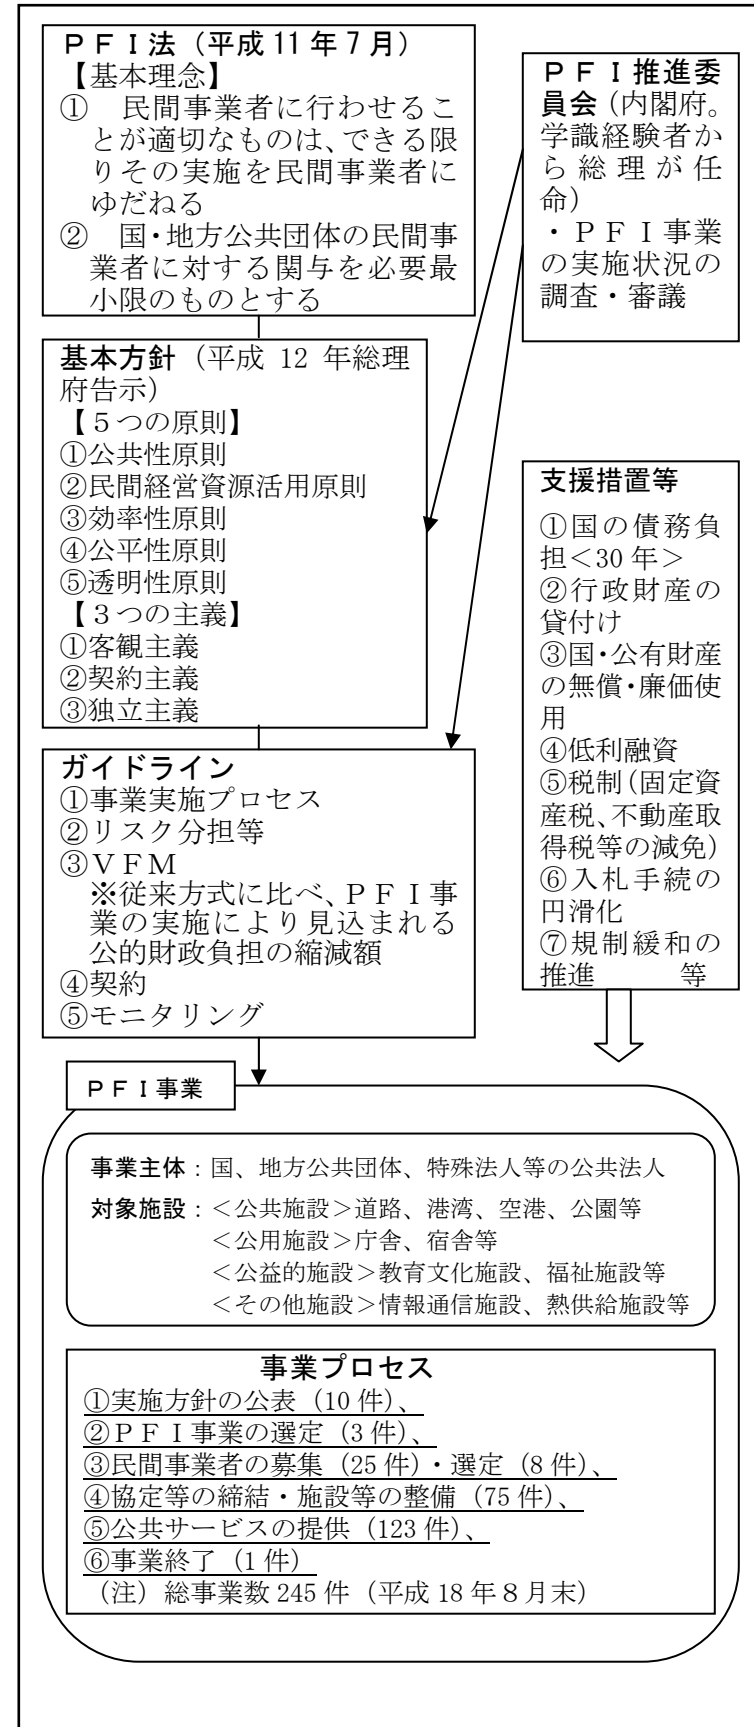 ＰＦＩ法（平成11年７月）
【基本理念】
①　民間事業者に行わせるこ
とが適切なものは、できる限
りその実施を民間事業者に
ゆだねる
②　国・地方公共団体の民間事
業者に対する関与を必要最
小限のものとする
ＰＦＩ推進委
員会（内閣府。
学識経験者か
ら総理が任
命）
・ＰＦＩ事業
の実施状況の
調査・審議
基本方針（平成 12 年総理
府告示）
【５つの原則】
①公共性原則
②民間経営資源活用原則
③効率性原則
④公平性原則
⑤透明性原則
【３つの主義】
①客観主義
②契約主義
③独立主義
支援措置等
①国の債務負
担＜30年＞
②行政財産の
貸付け
③国・公有財産
の無償・廉価使
用
④低利融資
⑤税制（固定資
産税、不動産取
得税等の減免）
⑥入札手続の
円滑化
⑦規制緩和の
推進　　　等
ガイドライン
①事業実施プロセス
②リスク分担等
③ＶＦＭ
※従来方式に比べ、ＰＦＩ事
業の実施により見込まれる
公的財政負担の縮減額
④契約
⑤モニタリング
ＰＦＩ事業
事業主体：国、地方公共団体、特殊法人等の公共法人
対象施設：＜公共施設＞道路、港湾、空港、公園等
＜公用施設＞庁舎、宿舎等
＜公益的施設＞教育文化施設、福祉施設等
＜その他施設＞情報通信施設、熱供給施設等
事業プロセス
①実施方針の公表（10件）、
②ＰＦＩ事業の選定（3件）、
③民間事業者の募集（25件）・選定（8件）、
④協定等の締結・施設等の整備（75件）、
⑤公共サービスの提供（123件）、
⑥事業終了（1件）
（注）総事業数245件（平成18年８月末）